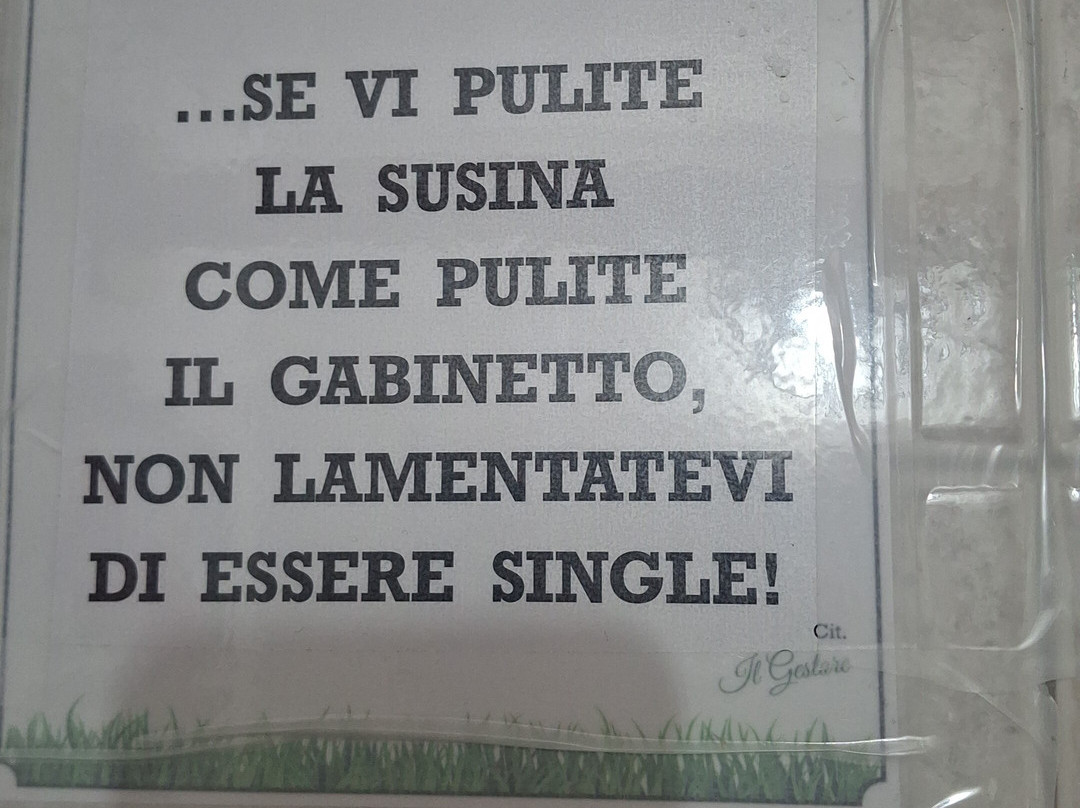 ...SE VI PULITE
LA SUSINA
COME PULITE
IL GABINETTO,
NON LAMENTATEVI
DI ESSERE SINGLE!
Cit.
Il Gestore